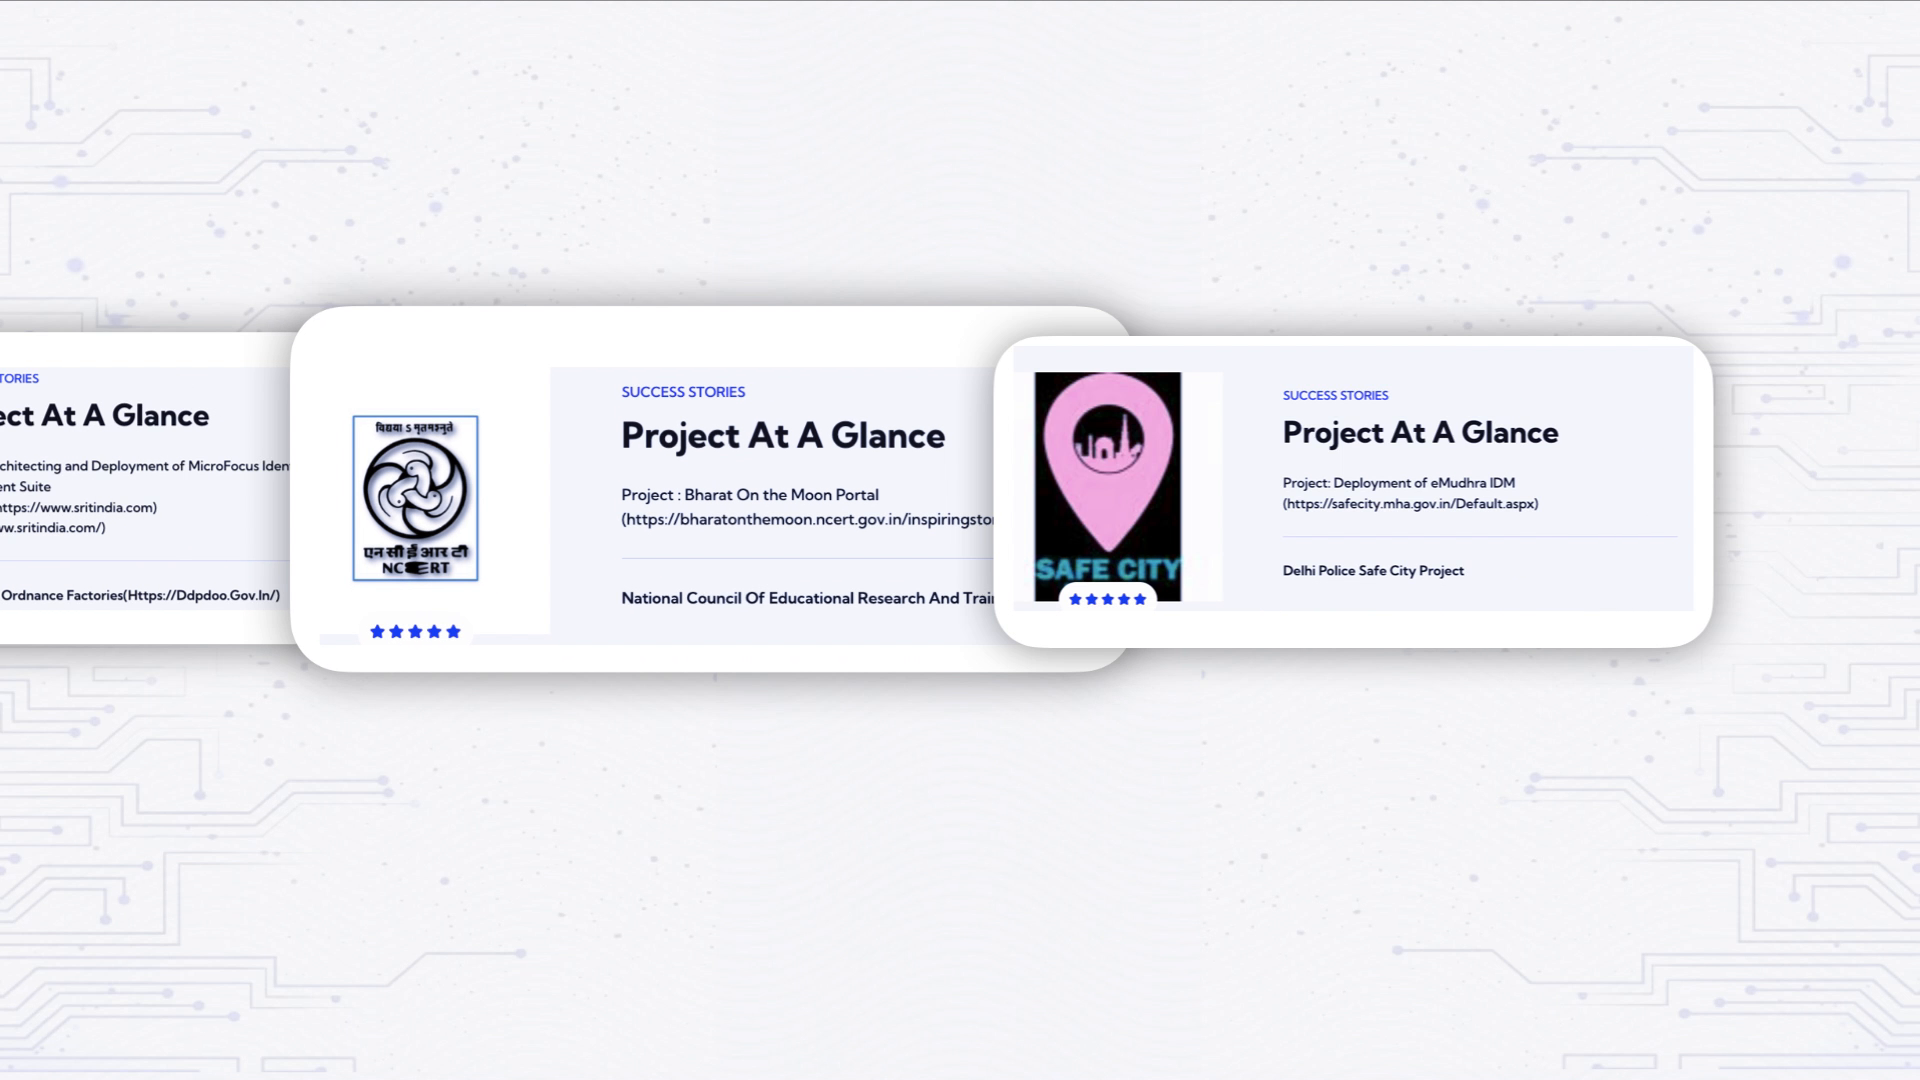 TORIES
ect At A Glance
chitecting and Deployment of MicroFocus Iden
ent Suite
https://www.sritindia.com)
ww.sritindia.com/)
Ordnance Factories(Https://Ddpdoo.Gov.In/)
विद्यया ऽ मृतमश्नुते
एन सी ई आर टी
NCERT
SUCCESS STORIES
Project At A Glance
Project : Bharat On the Moon Portal
(https://bharatonthemoon.ncert.gov.in/inspiringsto
National Council Of Educational Research And Train
SAFE CITY
SUCCESS STORIES
Project At A Glance
Project: Deployment of eMudhra IDM
(https://safecity.mha.gov.in/Default.aspx)
Delhi Police Safe City Project